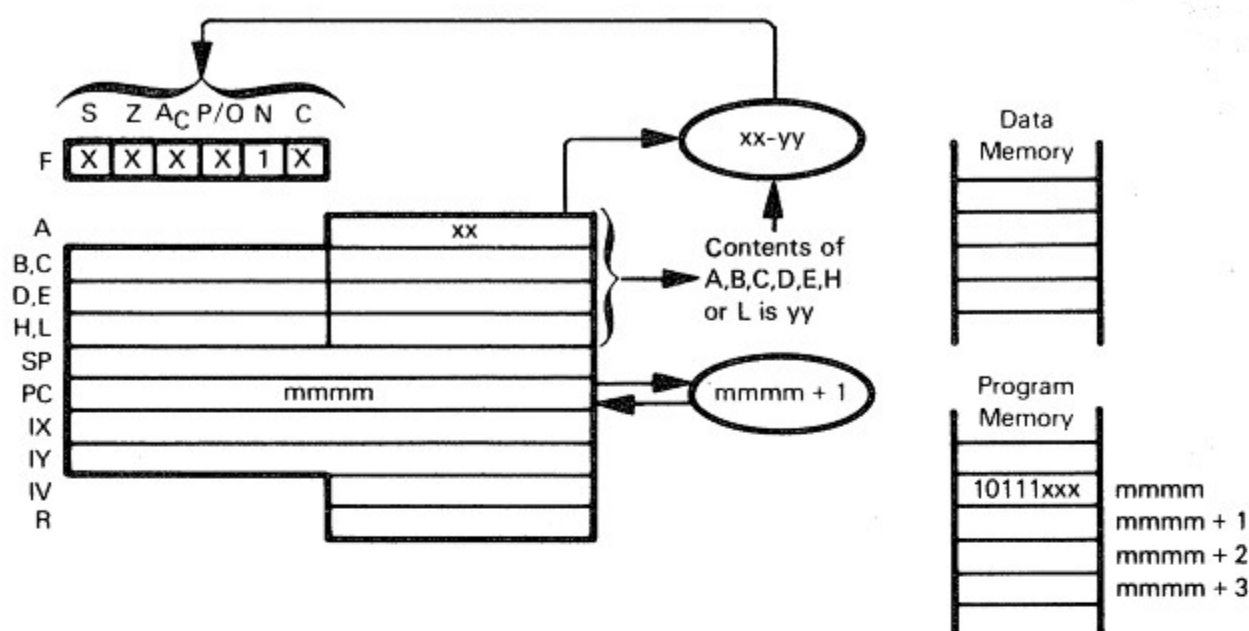 S Z AC P/O N C
F X X X X 1 X
xx-yy
Data
Memory
A xx
B,C
D,E
H,L
Contents of
A,B,C,D,E,H
or L is yy
SP
PC mmmm
mmmm + 1
IX
IY
IV
R
Program
Memory
10111xxx mmmm
mmmm + 1
mmmm + 2
mmmm + 3